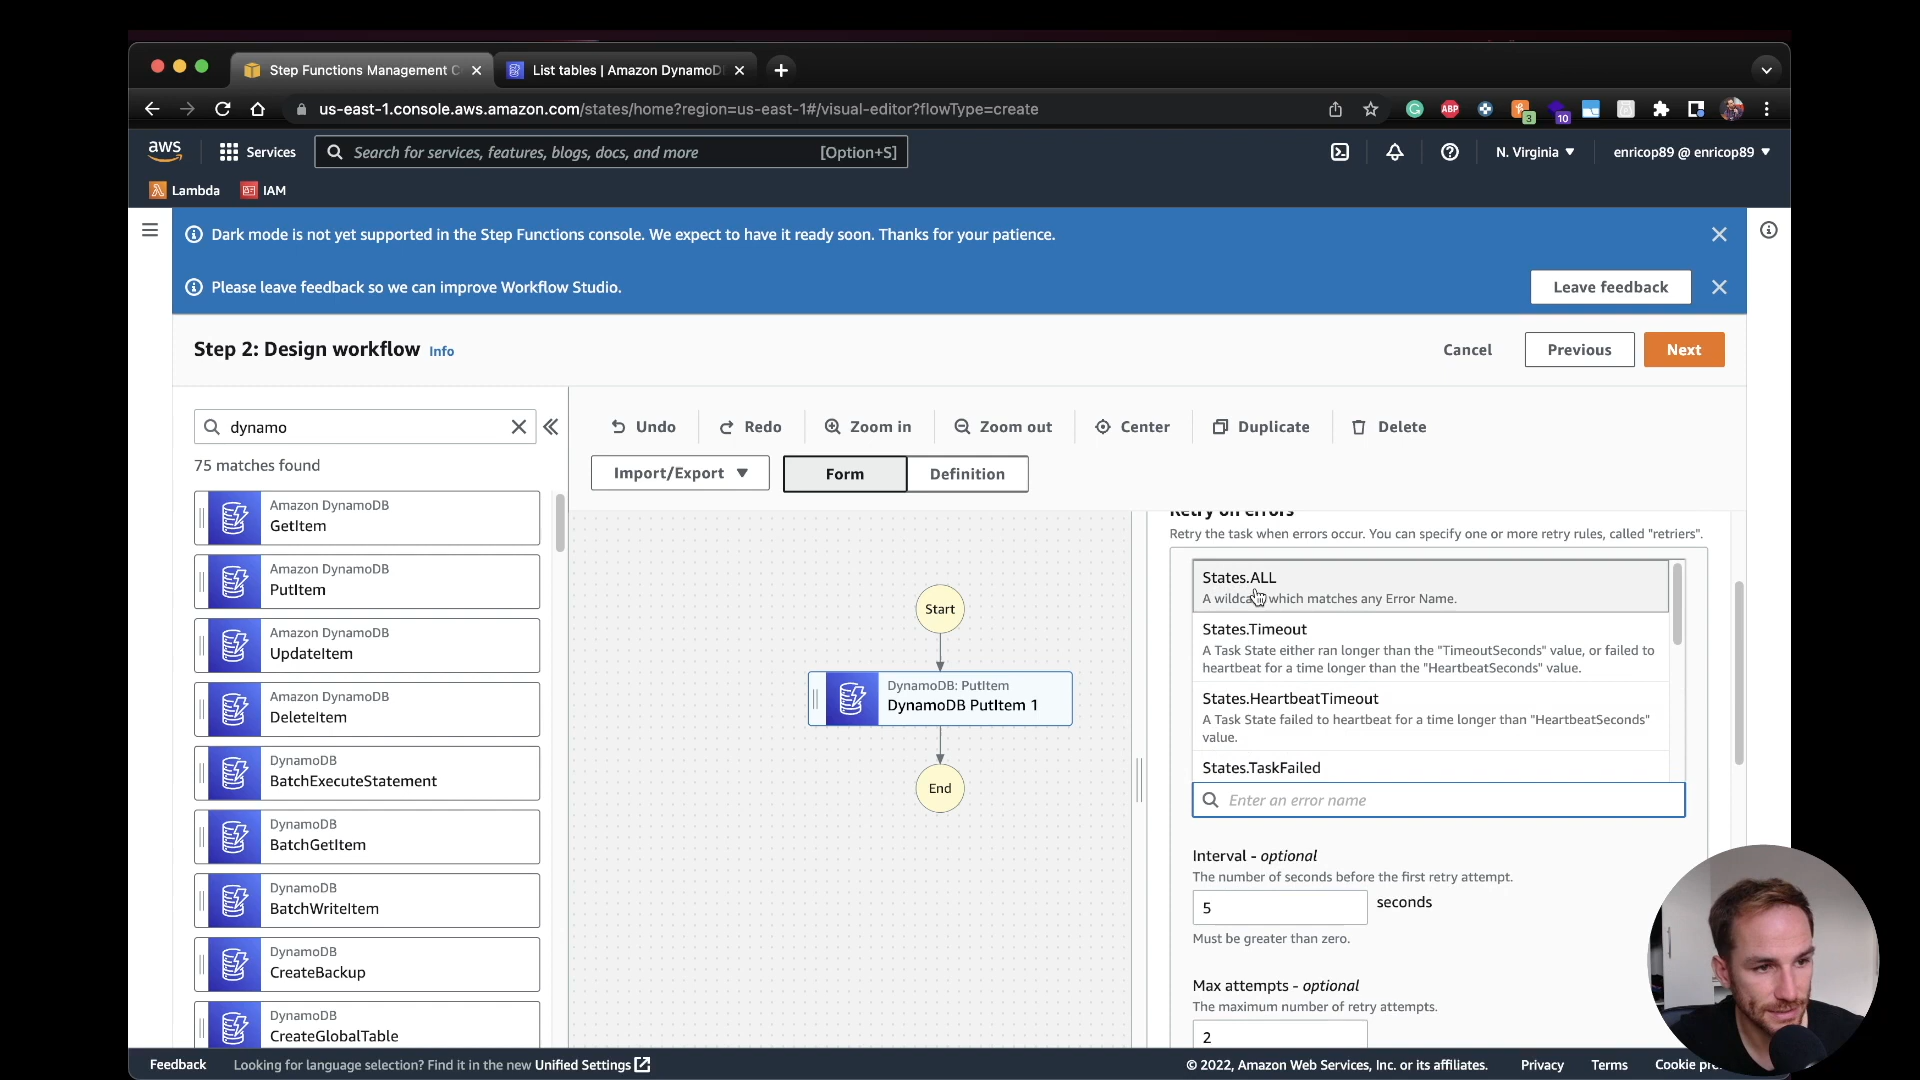 Step Functions Management C
List tables | Amazon DynamoD
us-east-1.console.aws.amazon.com/states/home?region=us-east-1#/visual-editor?flowType=create
ABP
3
10
aws
Services
Search for services, features, blogs, docs, and more
[Option+S]
N. Virginia
enricop89 @ enricop89
Lambda
IAM
Dark mode is not yet supported in the Step Functions console. We expect to have it ready soon. Thanks for your patience.
Please leave feedback so we can improve Workflow Studio.
Leave feedback
Step 2: Design workflow
Info
Cancel
Previous
Next
dynamo
75 matches found
Amazon DynamoDB
GetItem
Amazon DynamoDB
PutItem
Amazon DynamoDB
UpdateItem
Amazon DynamoDB
DeleteItem
DynamoDB
BatchExecuteStatement
DynamoDB
BatchGetItem
DynamoDB
BatchWriteItem
DynamoDB
CreateBackup
DynamoDB
CreateGlobalTable
Undo
Redo
Zoom in
Zoom out
Center
Duplicate
Delete
Import/Export
Form
Definition
Start
DynamoDB: PutItem
DynamoDB PutItem 1
End
Retry on errors
Retry the task when errors occur. You can specify one or more retry rules, called "retriers".
States.ALL
A wildcard which matches any Error Name.
States.Timeout
A Task State either ran longer than the "TimeoutSeconds" value, or failed to
heartbeat for a time longer than the "HeartbeatSeconds" value.
States.HeartbeatTimeout
A Task State failed to heartbeat for a time longer than "HeartbeatSeconds"
value.
States.TaskFailed
Enter an error name
Interval - optional
The number of seconds before the first retry attempt.
5
seconds
Must be greater than zero.
Max attempts - optional
The maximum number of retry attempts.
2
Feedback
Looking for language selection? Find it in the new Unified Settings
© 2022, Amazon Web Services, Inc. or its affiliates.
Privacy
Terms
Cookie pre